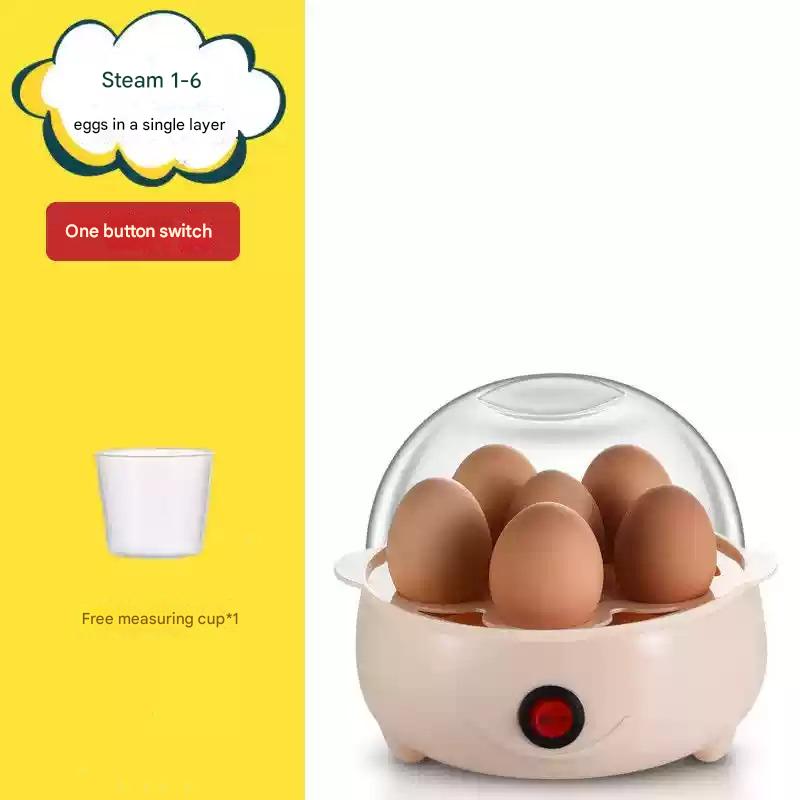 Steam 1-6
eggs in a single layer
One button switch
Free measuring cup*1